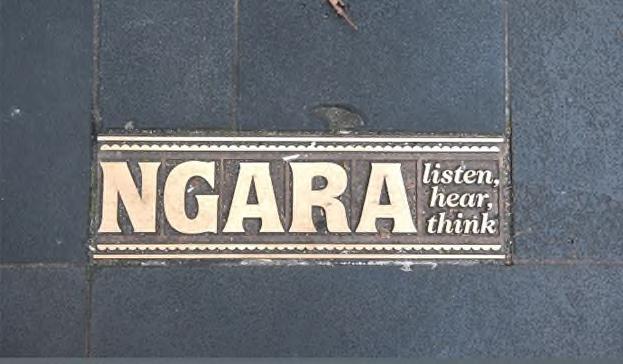 NGARA
listen,
hear,
think